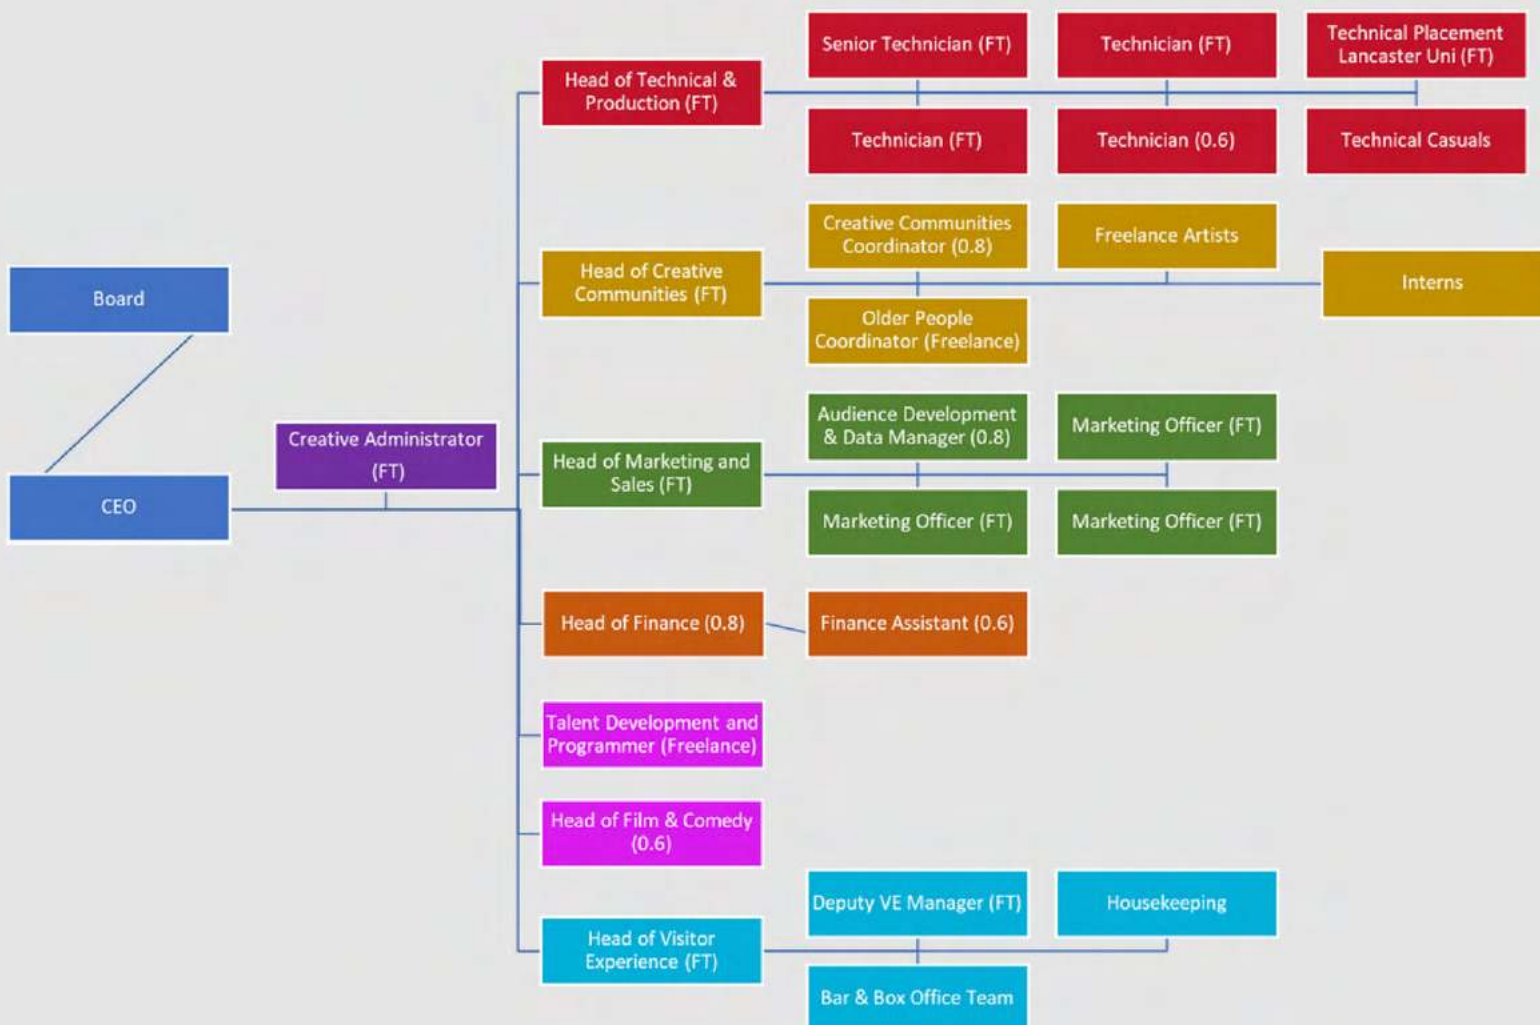 Board
CEO
Creative Administrator
(FT)
Head of Technical &
Production (FT)
Senior Technician (FT)
Technician (FT)
Technical Placement
Lancaster Uni (FT)
Technician (FT)
Technician (0.6)
Technical Casuals
Head of Creative
Communities (FT)
Creative Communities
Coordinator (0.8)
Freelance Artists
Interns
Older People
Coordinator (Freelance)
Head of Marketing and
Sales (FT)
Audience Development
& Data Manager (0.8)
Marketing Officer (FT)
Marketing Officer (FT)
Marketing Officer (FT)
Head of Finance (0.8)
Finance Assistant (0.6)
Talent Development and
Programmer (Freelance)
Head of Film & Comedy
(0.6)
Head of Visitor
Experience (FT)
Deputy VE Manager (FT)
Housekeeping
Bar & Box Office Team